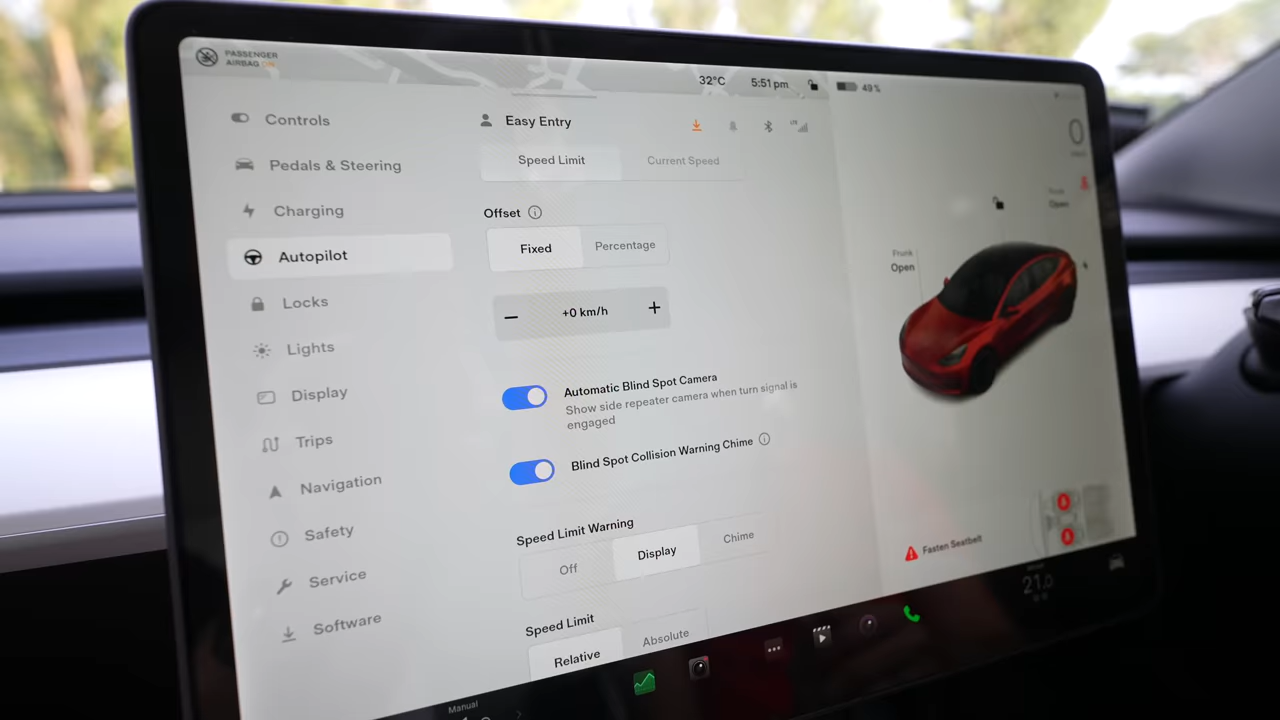 PASSENGER
AIRBAG ON
32°C
5:51 pm
49 %
Controls
Pedals & Steering
Charging
Autopilot
Locks
Lights
Display
Trips
Navigation
Safety
Service
Software
Easy Entry
LTE
Speed Limit
Current Speed
Offset
Fixed
Percentage
− +0 km/h +
Automatic Blind Spot Camera
Show side repeater camera when turn signal is
engaged
Blind Spot Collision Warning Chime
Speed Limit Warning
Off
Display
Chime
Speed Limit
Relative
Absolute
0
Open
Frunk
Open
Fasten Seatbelt
Manual
21.0